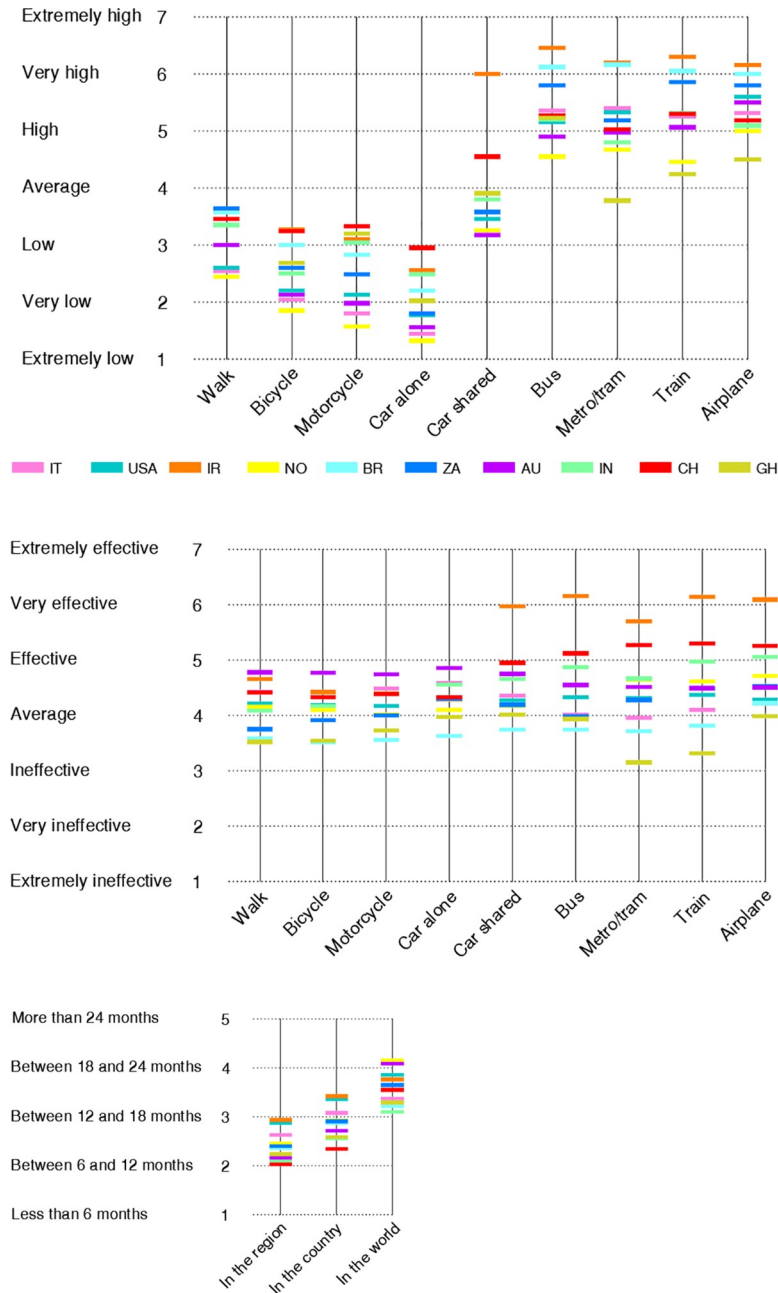 Extremely high 7
Very high 6
High 5
Average 4
Low 3
Very low 2
Extremely low 1
Walk Bicycle Motorcycle Car alone Car shared Bus Metro/tram Train Airplane
IT USA IR NO BR ZA AU IN CH GH
Extremely effective 7
Very effective 6
Effective 5
Average 4
Ineffective 3
Very ineffective 2
Extremely ineffective 1
Walk Bicycle Motorcycle Car alone Car shared Bus Metro/tram Train Airplane
More than 24 months 5
Between 18 and 24 months 4
Between 12 and 18 months 3
Between 6 and 12 months 2
Less than 6 months 1
In the region In the country In the world